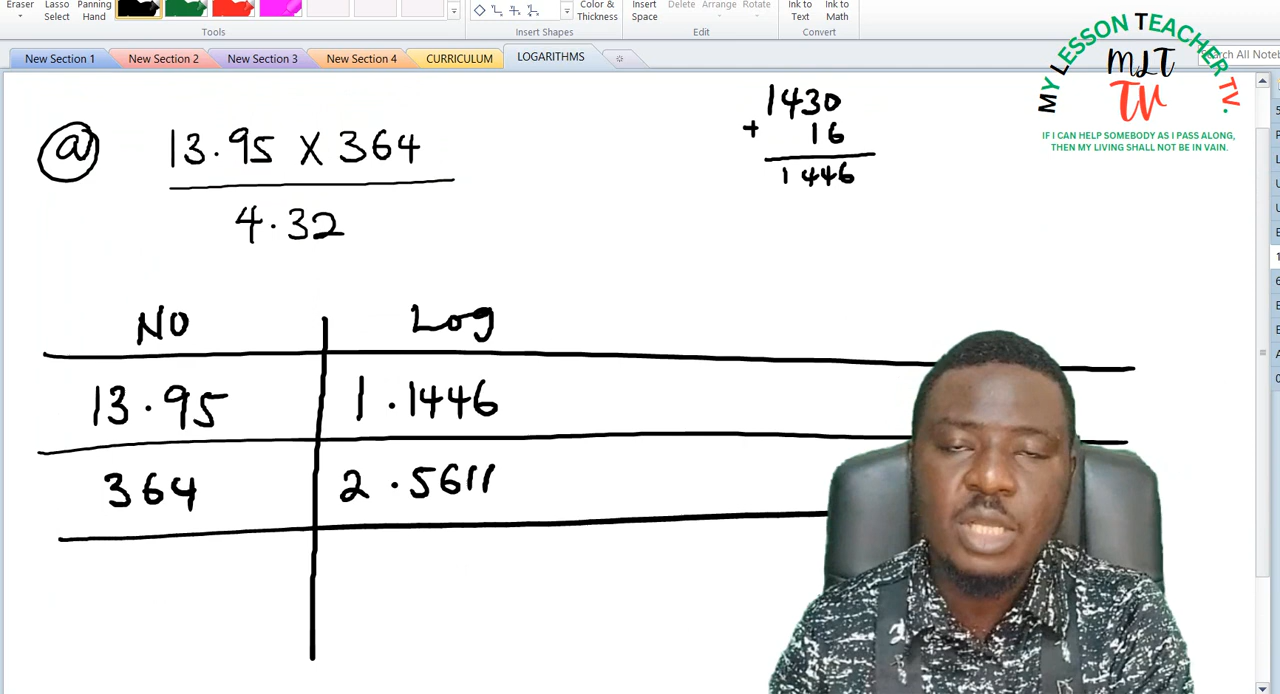 Eraser
Lasso Select
Panning Hand
Color & Thickness
Insert Space
Delete
Arrange
Rotate
Ink to Text
Ink to Math
Tools
Insert Shapes
Edit
Convert
New Section 1
New Section 2
New Section 3
New Section 4
CURRICULUM
LOGARITHMS
Search All Noteb
MY LESSON TEACHER TV.
MLT
TV
IF I CAN HELP SOMEBODY AS I PASS ALONG,
THEN MY LIVING SHALL NOT BE IN VAIN.
a 13.95 X 364
4.32
1430
+ 16
1446
NO Log
13.95 1.1446
364 2.5611